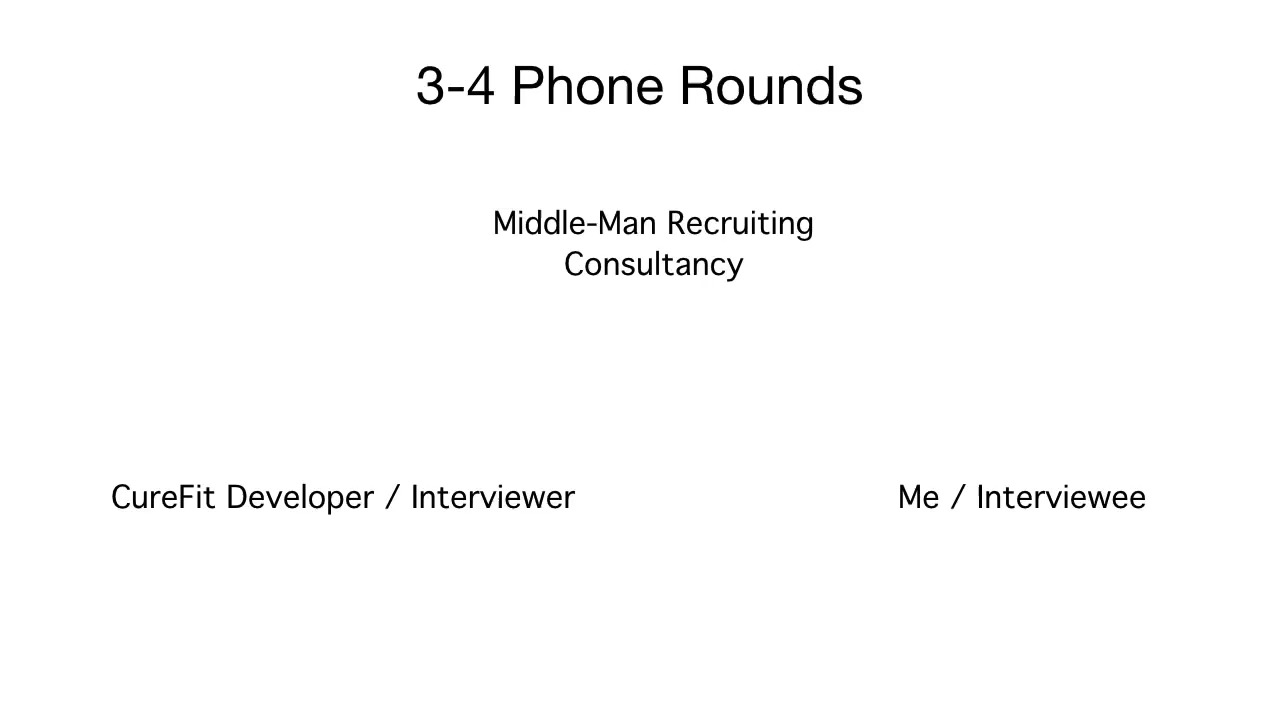 3-4 Phone Rounds
Middle-Man Recruiting
Consultancy
CureFit Developer / Interviewer
Me / Interviewee